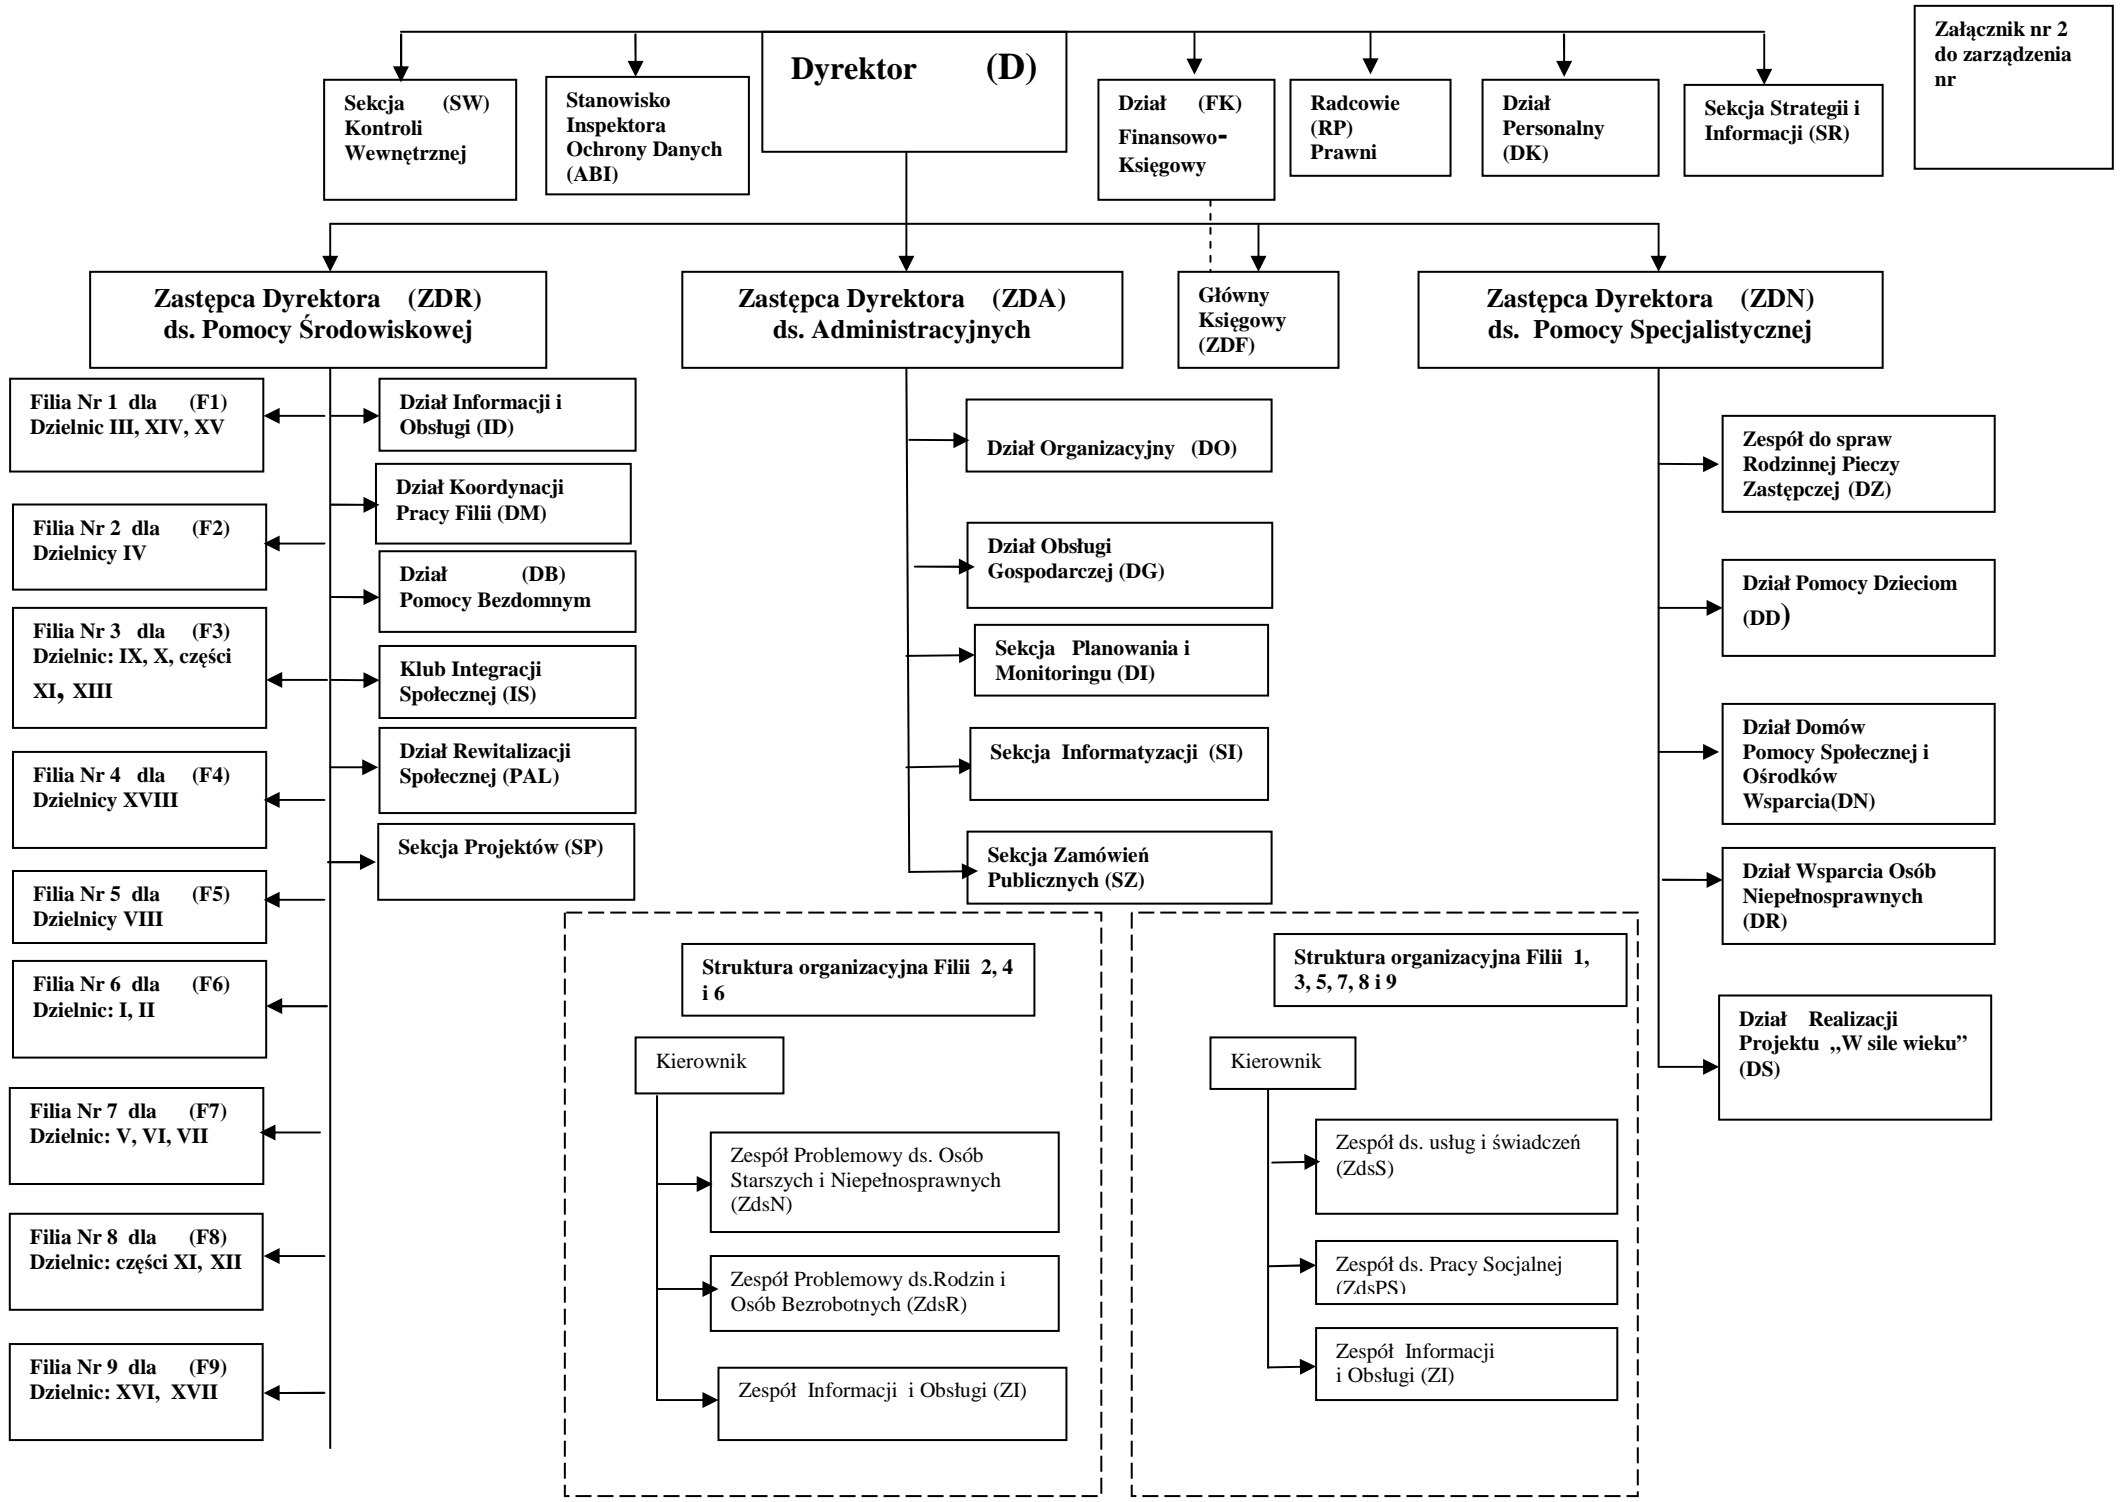 Załącznik nr 2
do zarządzenia
nr
Dyrektor (D)
Sekcja (SW)
Kontroli
Wewnętrznej
Stanowisko
Inspektora
Ochrony Danych
(ABI)
Dział (FK)
Finansowo-
Księgowy
Radcowie
(RP)
Prawni
Dział
Personalny
(DK)
Sekcja Strategii i
Informacji (SR)
Zastępca Dyrektora (ZDR)
ds. Pomocy Środowiskowej
Zastępca Dyrektora (ZDA)
ds. Administracyjnych
Główny
Księgowy
(ZDF)
Zastępca Dyrektora (ZDN)
ds. Pomocy Specjalistycznej
Filia Nr 1 dla (F1)
Dzielnic III, XIV, XV
Filia Nr 2 dla (F2)
Dzielnicy IV
Filia Nr 3 dla (F3)
Dzielnic: IX, X, części
XI, XIII
Filia Nr 4 dla (F4)
Dzielnicy XVIII
Filia Nr 5 dla (F5)
Dzielnicy VIII
Filia Nr 6 dla (F6)
Dzielnic: I, II
Filia Nr 7 dla (F7)
Dzielnic: V, VI, VII
Filia Nr 8 dla (F8)
Dzielnic: części XI, XII
Filia Nr 9 dla (F9)
Dzielnic: XVI, XVII
Dział Informacji i
Obsługi (ID)
Dział Koordynacji
Pracy Filii (DM)
Dział (DB)
Pomocy Bezdomnym
Klub Integracji
Społecznej (IS)
Dział Rewitalizacji
Społecznej (PAL)
Sekcja Projektów (SP)
Dział Organizacyjny (DO)
Dział Obsługi
Gospodarczej (DG)
Sekcja Planowania i
Monitoringu (DI)
Sekcja Informatyzacji (SI)
Sekcja Zamówień
Publicznych (SZ)
Zespół do spraw
Rodzinnej Pieczy
Zastępczej (DZ)
Dział Pomocy Dzieciom
(DD)
Dział Domów
Pomocy Społecznej i
Ośrodków
Wsparcia(DN)
Dział Wsparcia Osób
Niepełnosprawnych
(DR)
Dział Realizacji
Projektu „W sile wieku”
(DS)
Struktura organizacyjna Filii 2, 4
i 6
Kierownik
Zespół Problemowy ds. Osób
Starszych i Niepełnosprawnych
(ZdsN)
Zespół Problemowy ds.Rodzin i
Osób Bezrobotnych (ZdsR)
Zespół Informacji i Obsługi (ZI)
Struktura organizacyjna Filii 1,
3, 5, 7, 8 i 9
Kierownik
Zespół ds. usług i świadczeń
(ZdsS)
Zespół ds. Pracy Socjalnej
(ZdsPS)
Zespół Informacji
i Obsługi (ZI)